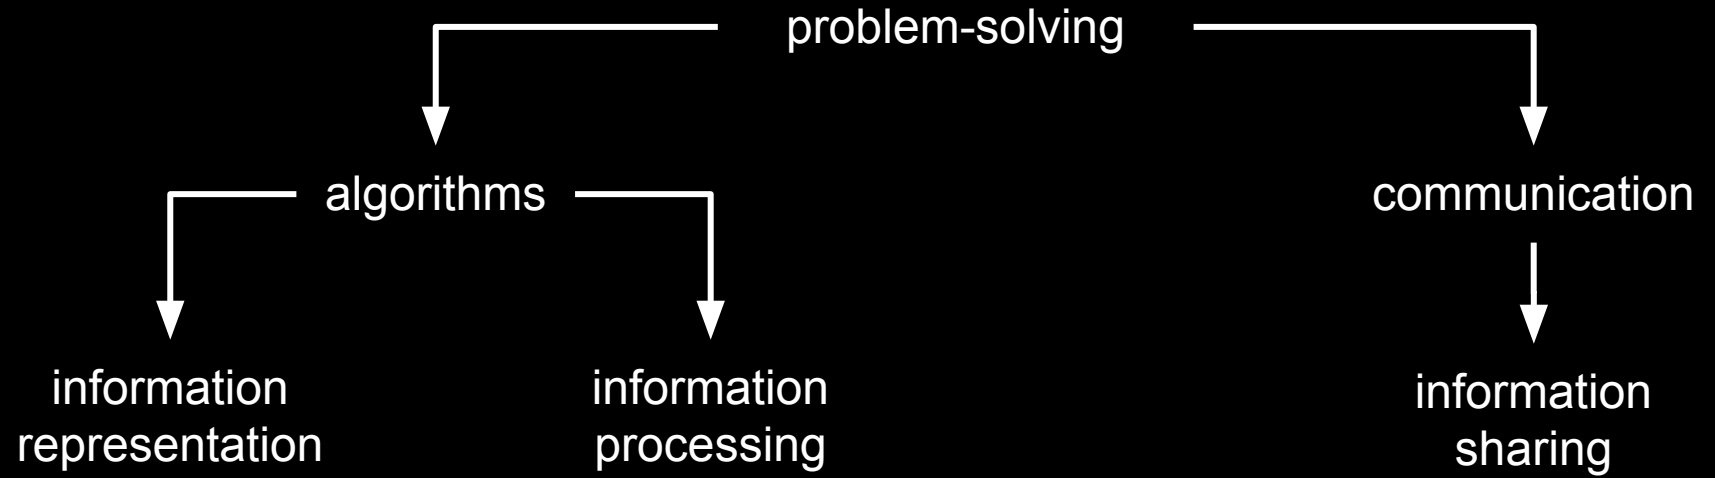 problem-solving
algorithms
communication
information
representation
information
processing
information
sharing